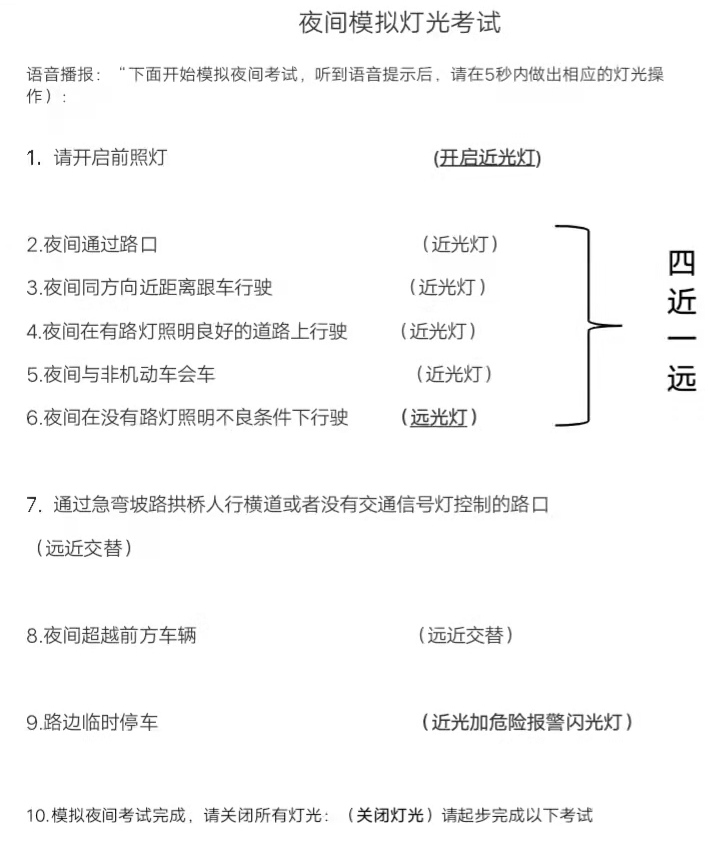 夜间模拟灯光考试
语音播报：“下面开始模拟夜间考试，听到语音提示后，请在5秒内做出相应的灯光操
作）：
1. 请开启前照灯 (开启近光灯)
2.夜间通过路口 （近光灯）
3.夜间同方向近距离跟车行驶 （近光灯）
4.夜间在有路灯照明良好的道路上行驶 （近光灯）
5.夜间与非机动车会车 （近光灯）
6.夜间在没有路灯照明不良条件下行驶 （远光灯）
四近一远
7. 通过急弯坡路拱桥人行横道或者没有交通信号灯控制的路口
（远近交替）
8.夜间超越前方车辆 （远近交替）
9.路边临时停车 （近光加危险报警闪光灯）
10.模拟夜间考试完成，请关闭所有灯光：（关闭灯光）请起步完成以下考试